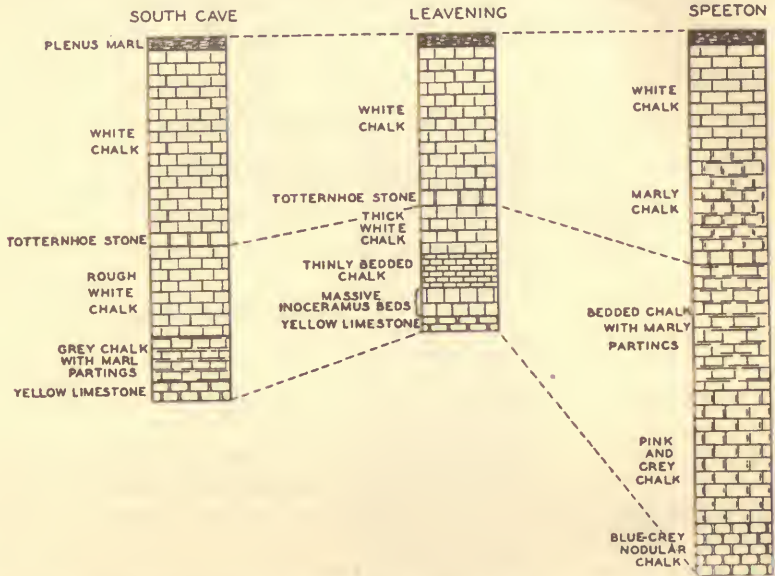 SOUTH CAVE
LEAVENING
SPEETON
PLENUS MARL
WHITE
CHALK
TOTTERNHOE STONE
ROUGH
WHITE
CHALK
GREY CHALK
WITH MARL
PARTINGS
YELLOW LIMESTONE
WHITE
CHALK
TOTTERNHOE STONE
THICK
WHITE
CHALK
THINLY BEDDED
CHALK
MASSIVE
INOCERAMUS BEDS
YELLOW LIMESTONE
WHITE
CHALK
MARLY
CHALK
BEDDED CHALK
WITH MARLY
PARTINGS
PINK
AND
GREY
CHALK
BLUE-GREY
NODULAR
CHALK